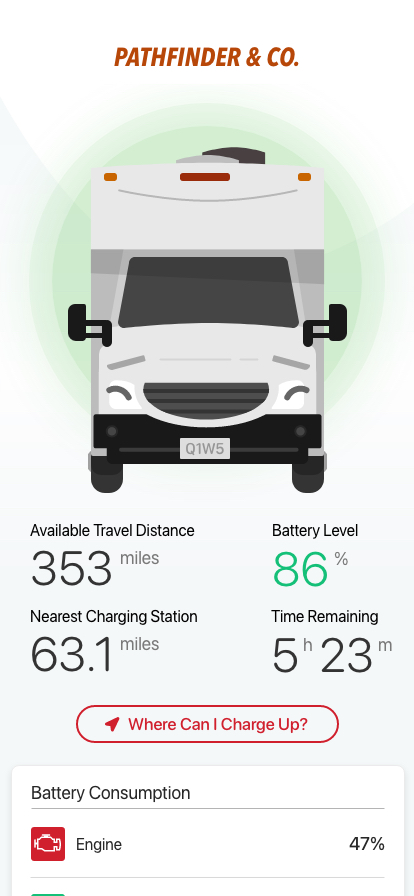 PATHFINDER & CO.
Q1W5
Available Travel Distance
353 miles
Battery Level
86 %
Nearest Charging Station
63.1 miles
Time Remaining
5 h 23 m
Where Can I Charge Up?
Battery Consumption
Engine 47%